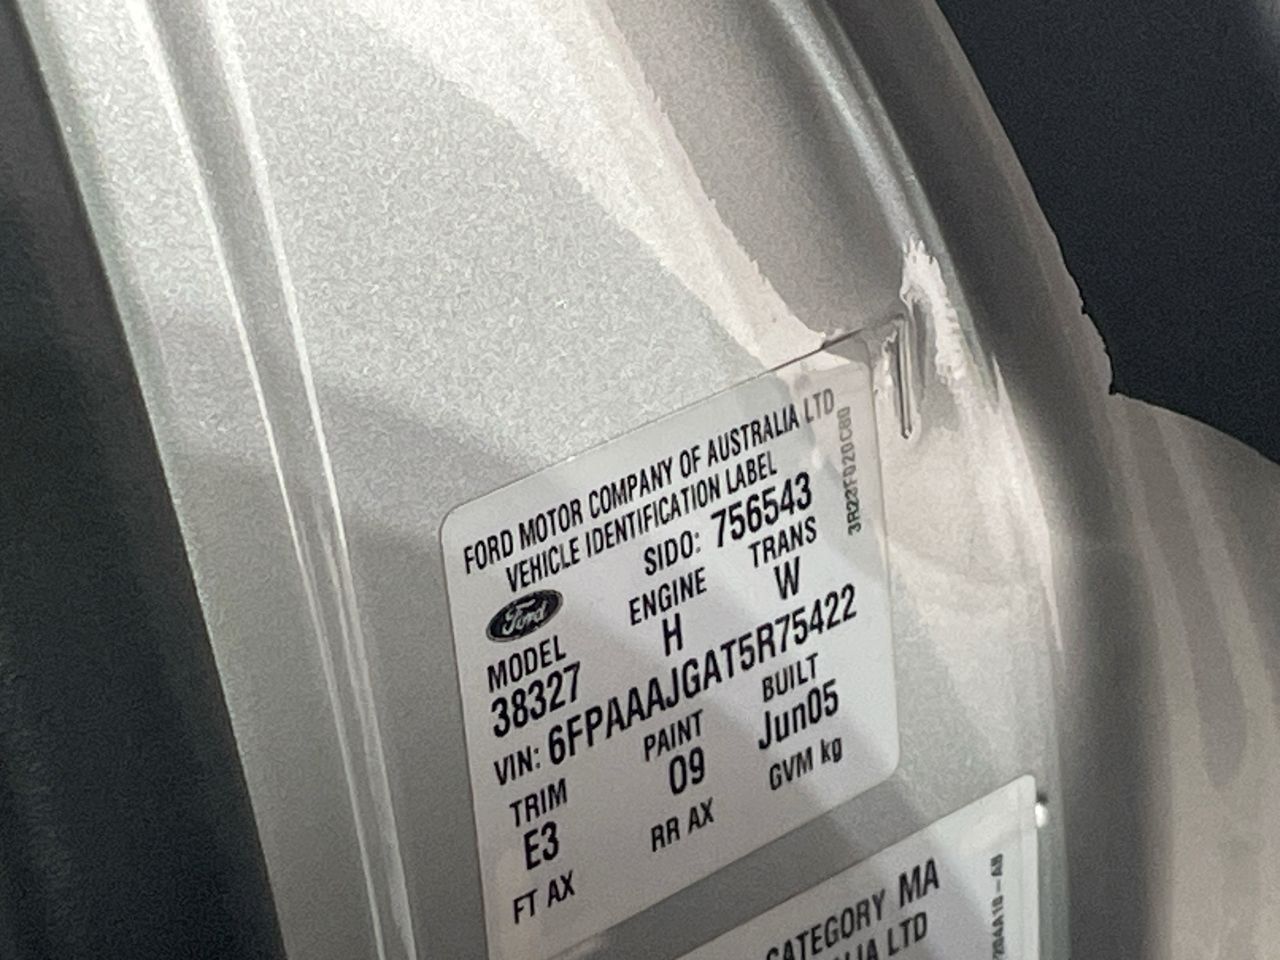 FORD MOTOR COMPANY OF AUSTRALIA LTD
VEHICLE IDENTIFICATION LABEL
Ford
SIDO: 756543
MODEL ENGINE TRANS
38327 H W
VIN: 6FPAAAJGAT5R75422
TRIM PAINT BUILT
E3 09 Jun05
FT AX RR AX GVM kg
3R23F020C80
CATEGORY MA
LTD